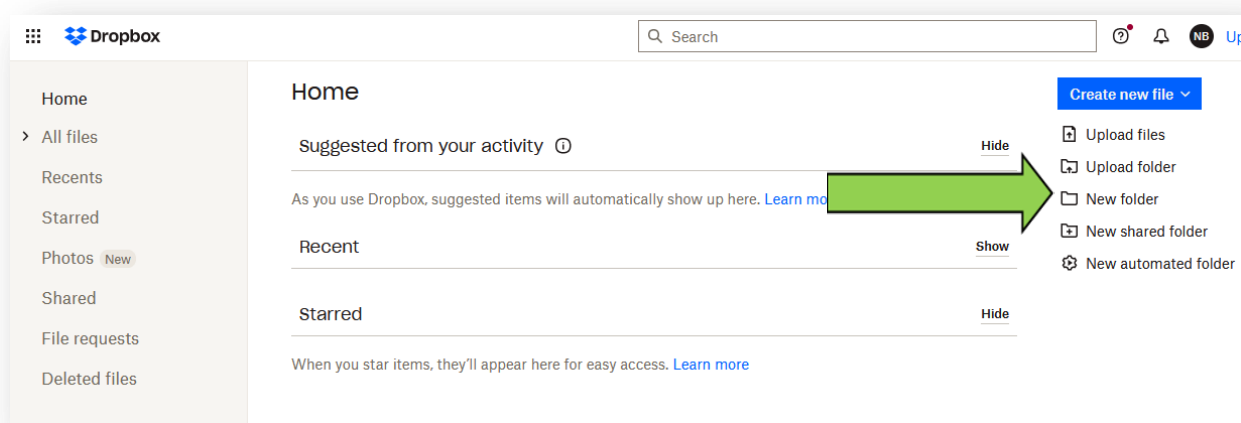 Dropbox
Search
NB
Home
All files
Recents
Starred
Photos New
Shared
File requests
Deleted files
Home
Suggested from your activity
Hide
As you use Dropbox, suggested items will automatically show up here. Learn
Recent
Show
Starred
Hide
When you star items, they’ll appear here for easy access. Learn more
Create new file
Upload files
Upload folder
New folder
New shared folder
New automated folder